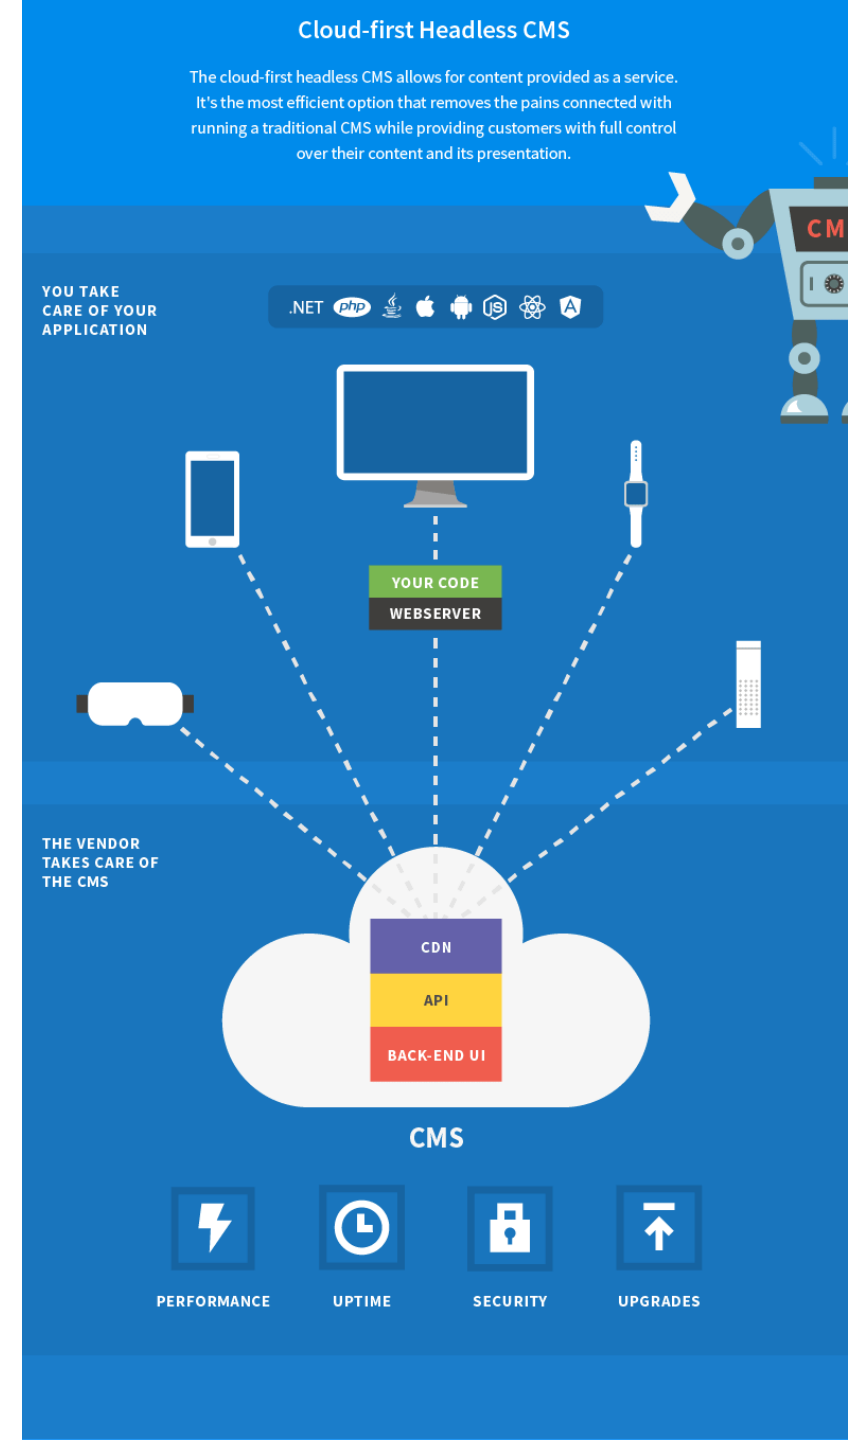 Cloud-first Headless CMS
The cloud-first headless CMS allows for content provided as a service.
It's the most efficient option that removes the pains connected with
running a traditional CMS while providing customers with full control
over their content and its presentation.
CM
YOU TAKE
CARE OF YOUR
APPLICATION
.NET php JS A
YOUR CODE
WEBSERVER
THE VENDOR
TAKES CARE OF
THE CMS
CDN
API
BACK-END UI
CMS
PERFORMANCE UPTIME SECURITY UPGRADES